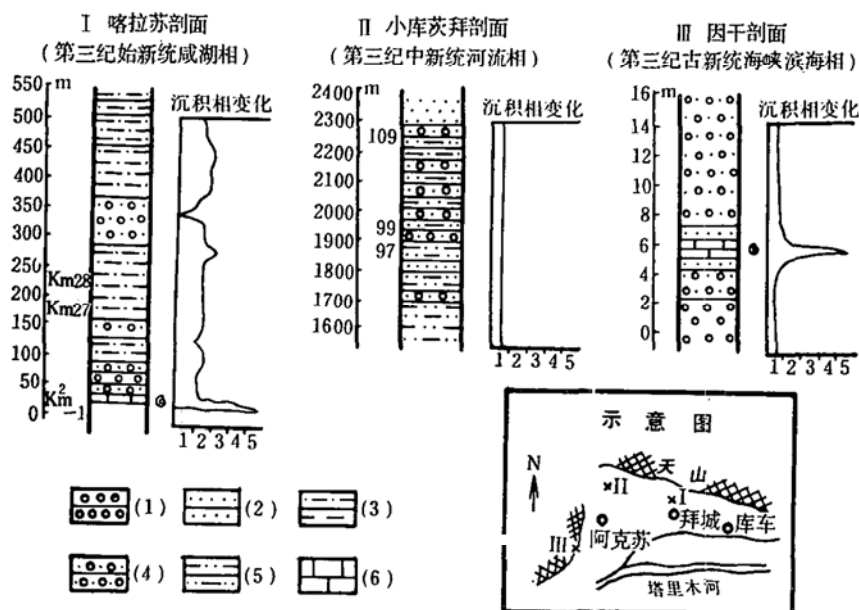 Ⅰ 喀拉苏剖面
(第三纪始新统咸湖相)
550 m
500
450
400
350
300
250
200
150
100
50
0
Km28
Km27
Km2-1
沉积相变化
1 2 3 4 5
Ⅱ 小库茨拜剖面
(第三纪中新统河流相)
2400 m
2300
2200
2100
2000
1900
1800
1700
1600
109
99
97
沉积相变化
1 2 3 4 5
Ⅲ 因干剖面
(第三纪古新统海峡滨海相)
16 m
14
12
10
8
6
4
2
0
沉积相变化
1 2 3 4 5
(1)
(2)
(3)
(4)
(5)
(6)
示意图
N
天山
×Ⅱ
×Ⅰ
拜城
库车
阿克苏
Ⅲ×
塔里木河